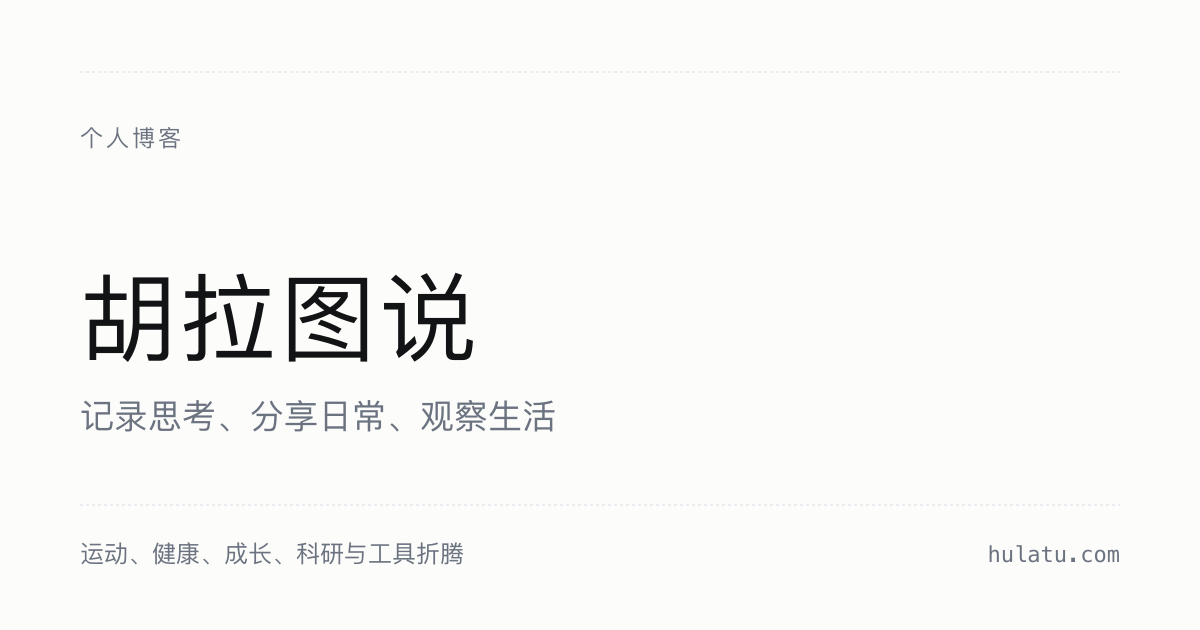 个人博客
胡拉图说
记录思考、分享日常、观察生活
运动、健康、成长、科研与工具折腾
hulatu.com